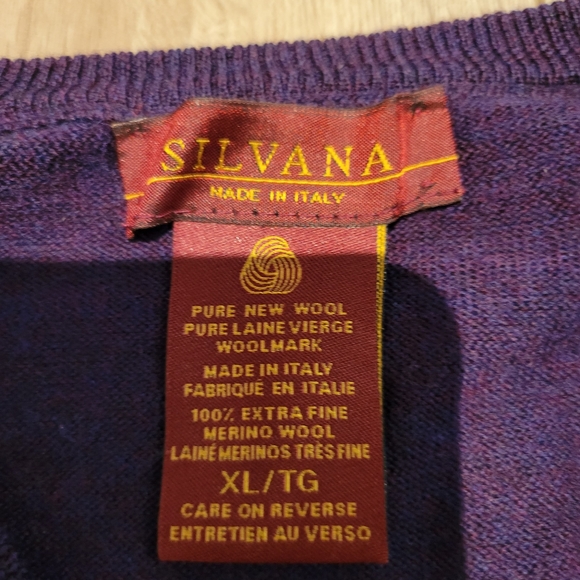 SILVANA
MADE IN ITALY
PURE NEW WOOL
PURE LAINE VIERGE
WOOLMARK
MADE IN ITALY
FABRIQUÉ EN ITALIE
100% EXTRA FINE
MERINO WOOL
LAINÉ MERINOS TRÈS FINE
XL/TG
CARE ON REVERSE
ENTRETIEN AU VERSO